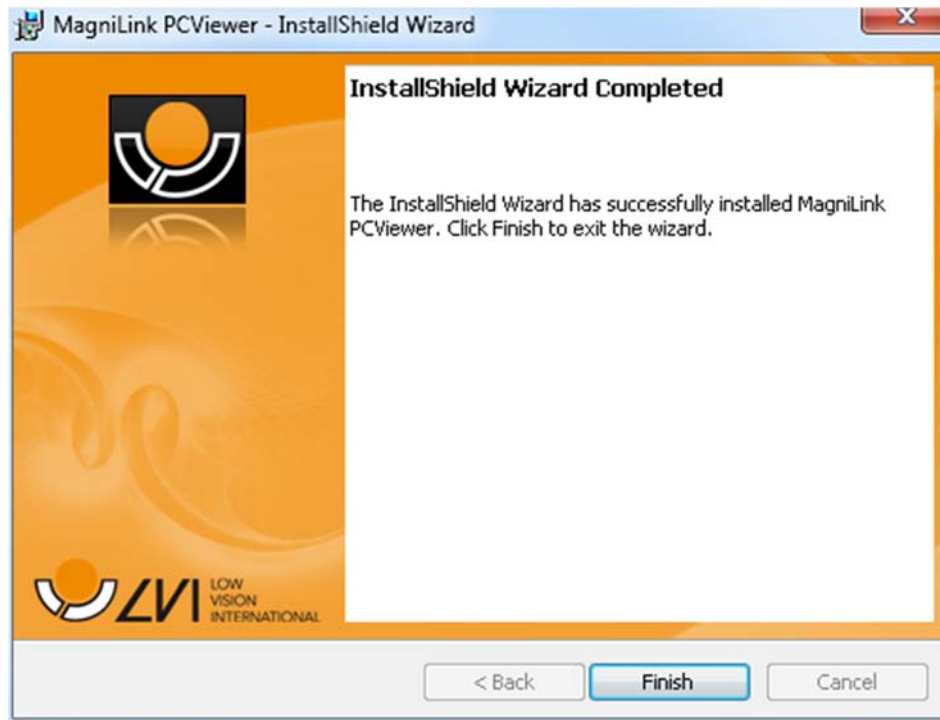 MagniLink PCViewer - InstallShield Wizard
InstallShield Wizard Completed
The InstallShield Wizard has successfully installed MagniLink
PCViewer. Click Finish to exit the wizard.
LVI
LOW
VISION
INTERNATIONAL
< Back
Finish
Cancel